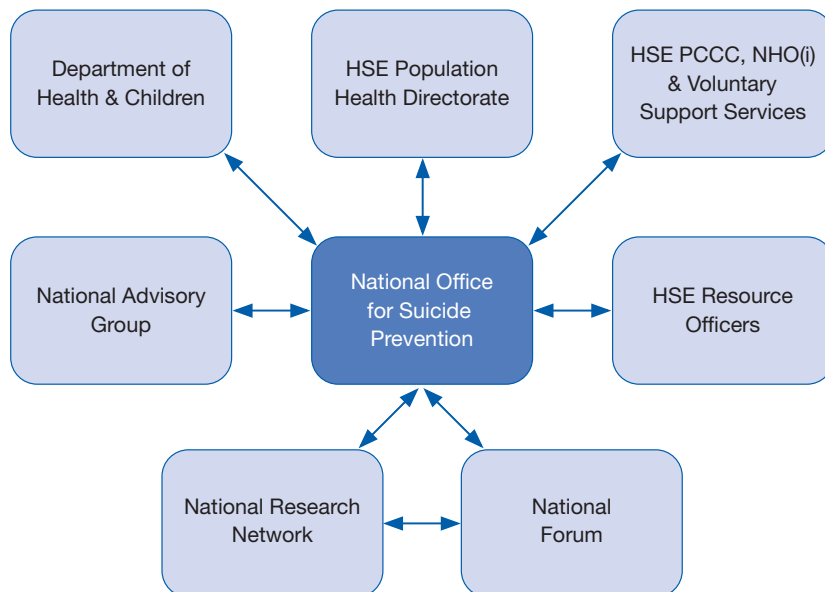 Department of
Health & Children
HSE Population
Health Directorate
HSE PCCC, NHO(i)
& Voluntary
Support Services
National Advisory
Group
National Office
for Suicide
Prevention
HSE Resource
Officers
National Research
Network
National
Forum